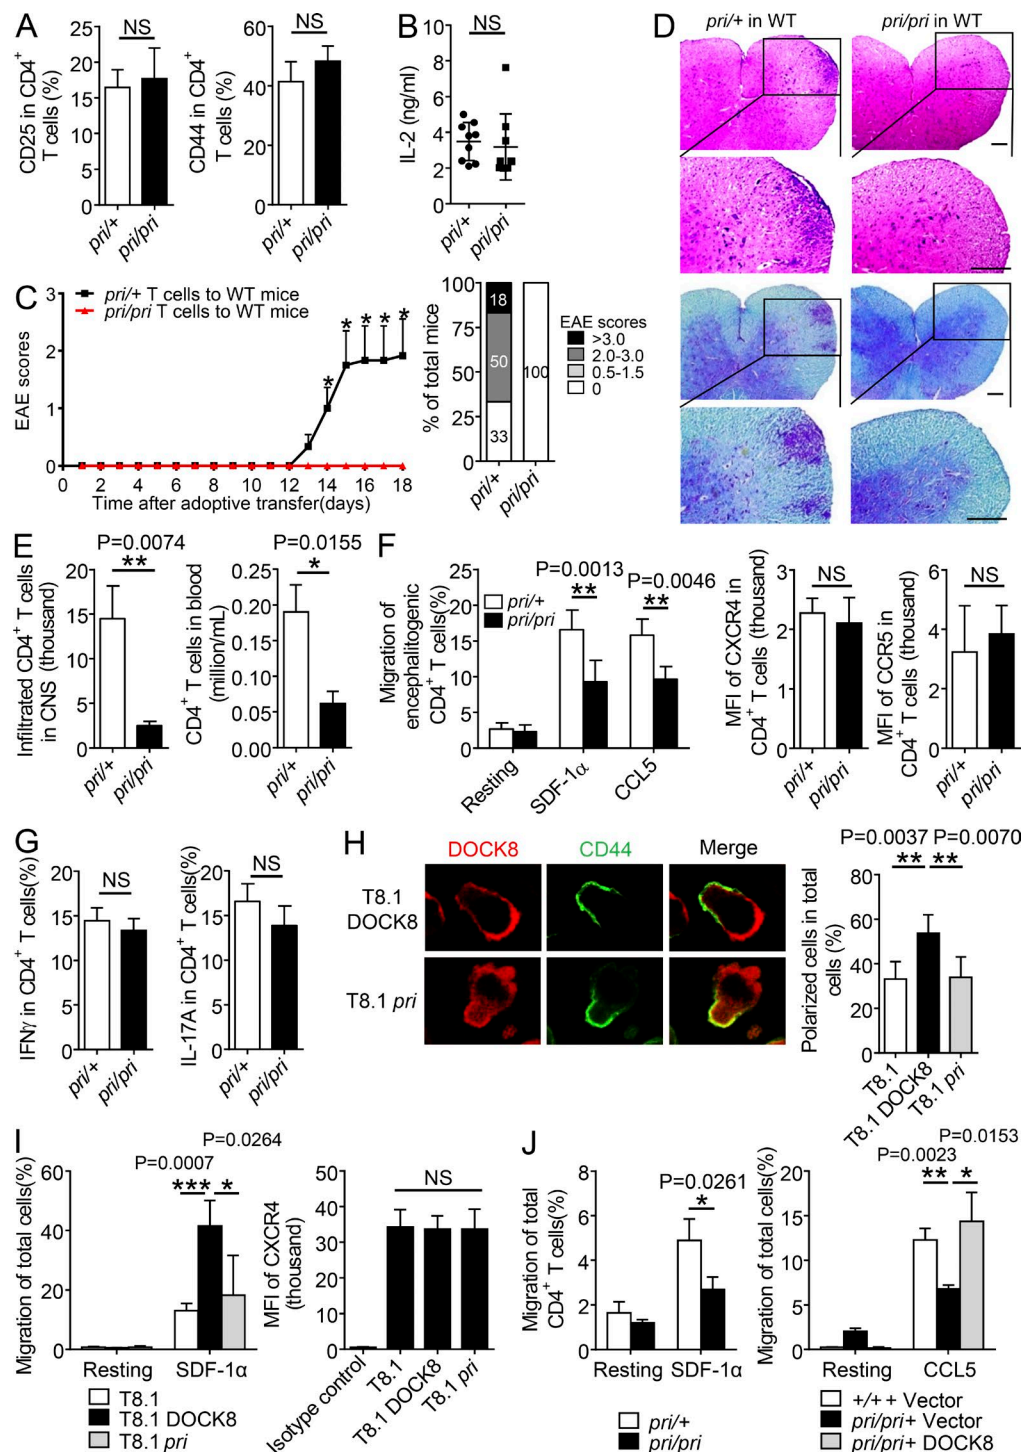 A
NS
CD25 in CD4+
T cells (%)
25
20
15
10
5
0
pri/+
pri/pri
NS
CD44 in CD4+
T cells (%)
60
40
20
0
pri/+
pri/pri
B
NS
IL-2 (ng/ml)
10
8
6
4
2
0
pri/+
pri/pri
C
pri/+ T cells to WT mice
pri/pri T cells to WT mice
EAE scores
3
2
1
0
* * * * *
0 2 4 6 8 10 12 14 16 18
Time after adoptive transfer(days)
% of total mice
100
75
50
25
0
18
50
33
100
pri/+
pri/pri
EAE scores
>3.0
2.0-3.0
0.5-1.5
0
D
pri/+ in WT
pri/pri in WT
E
P=0.0074
**
Infiltrated CD4+ T cells
in CNS (thousand)
20
15
10
5
0
pri/+
pri/pri
P=0.0155
*
CD4+ T cells in blood
(million/mL)
0.25
0.20
0.15
0.10
0.05
0.00
pri/+
pri/pri
F
Migration of
encephalitogenic
CD4+ T cells(%)
25
20
15
10
5
0
pri/+
pri/pri
P=0.0013
**
P=0.0046
**
Resting
SDF-1α
CCL5
MFI of CXCR4 in
CD4+ T cells (thousand)
NS
3
2
1
0
pri/+
pri/pri
MFI of CCR5 in
CD4+ T cells (thousand)
NS
6
4
2
0
pri/+
pri/pri
G
IFNγ in CD4+ T cells(%)
NS
20
15
10
5
0
pri/+
pri/pri
IL-17A in CD4+ T cells(%)
NS
20
15
10
5
0
pri/+
pri/pri
H
DOCK8
CD44
Merge
T8.1
DOCK8
T8.1 pri
P=0.0037
P=0.0070
** **
Polarized cells in total
cells (%)
80
60
40
20
0
T8.1
T8.1 DOCK8
T8.1 pri
I
P=0.0264
P=0.0007
*** *
Migration of total cells(%)
60
40
20
0
Resting
SDF-1α
T8.1
T8.1 DOCK8
T8.1 pri
MFI of CXCR4
(thousand)
NS
50
40
30
20
10
0
Isotype control
T8.1
T8.1 DOCK8
T8.1 pri
J
Migration of total
CD4+ T cells(%)
8
6
4
2
0
P=0.0261
*
Resting
SDF-1α
pri/+
pri/pri
P=0.0153
P=0.0023
** *
Migration of total cells(%)
20
15
10
5
0
Resting
CCL5
+/+ + Vector
pri/pri+ Vector
pri/pri+ DOCK8